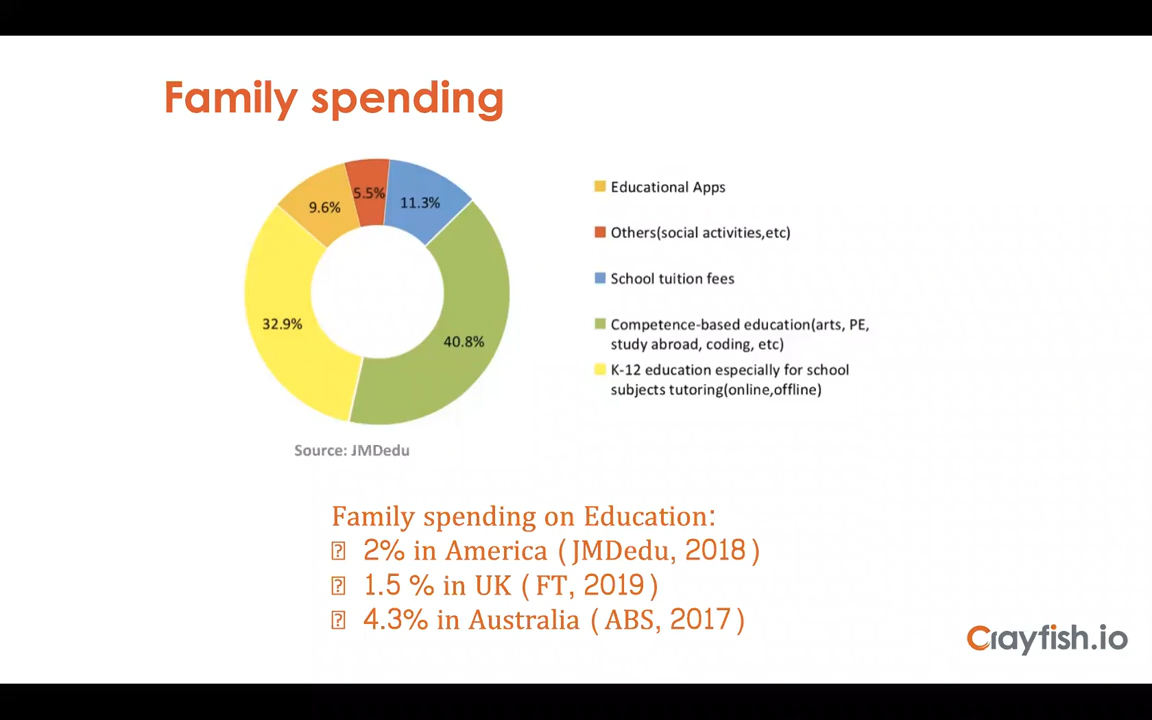 Family spending
5.5%
11.3%
9.6%
32.9%
40.8%
Educational Apps
Others(social activities,etc)
School tuition fees
Competence-based education(arts, PE,
study abroad, coding, etc)
K-12 education especially for school
subjects tutoring(online,offline)
Source: JMDedu
Family spending on Education:
2% in America (JMDedu, 2018)
1.5 % in UK (FT, 2019)
4.3% in Australia (ABS, 2017)
Crayfish.io